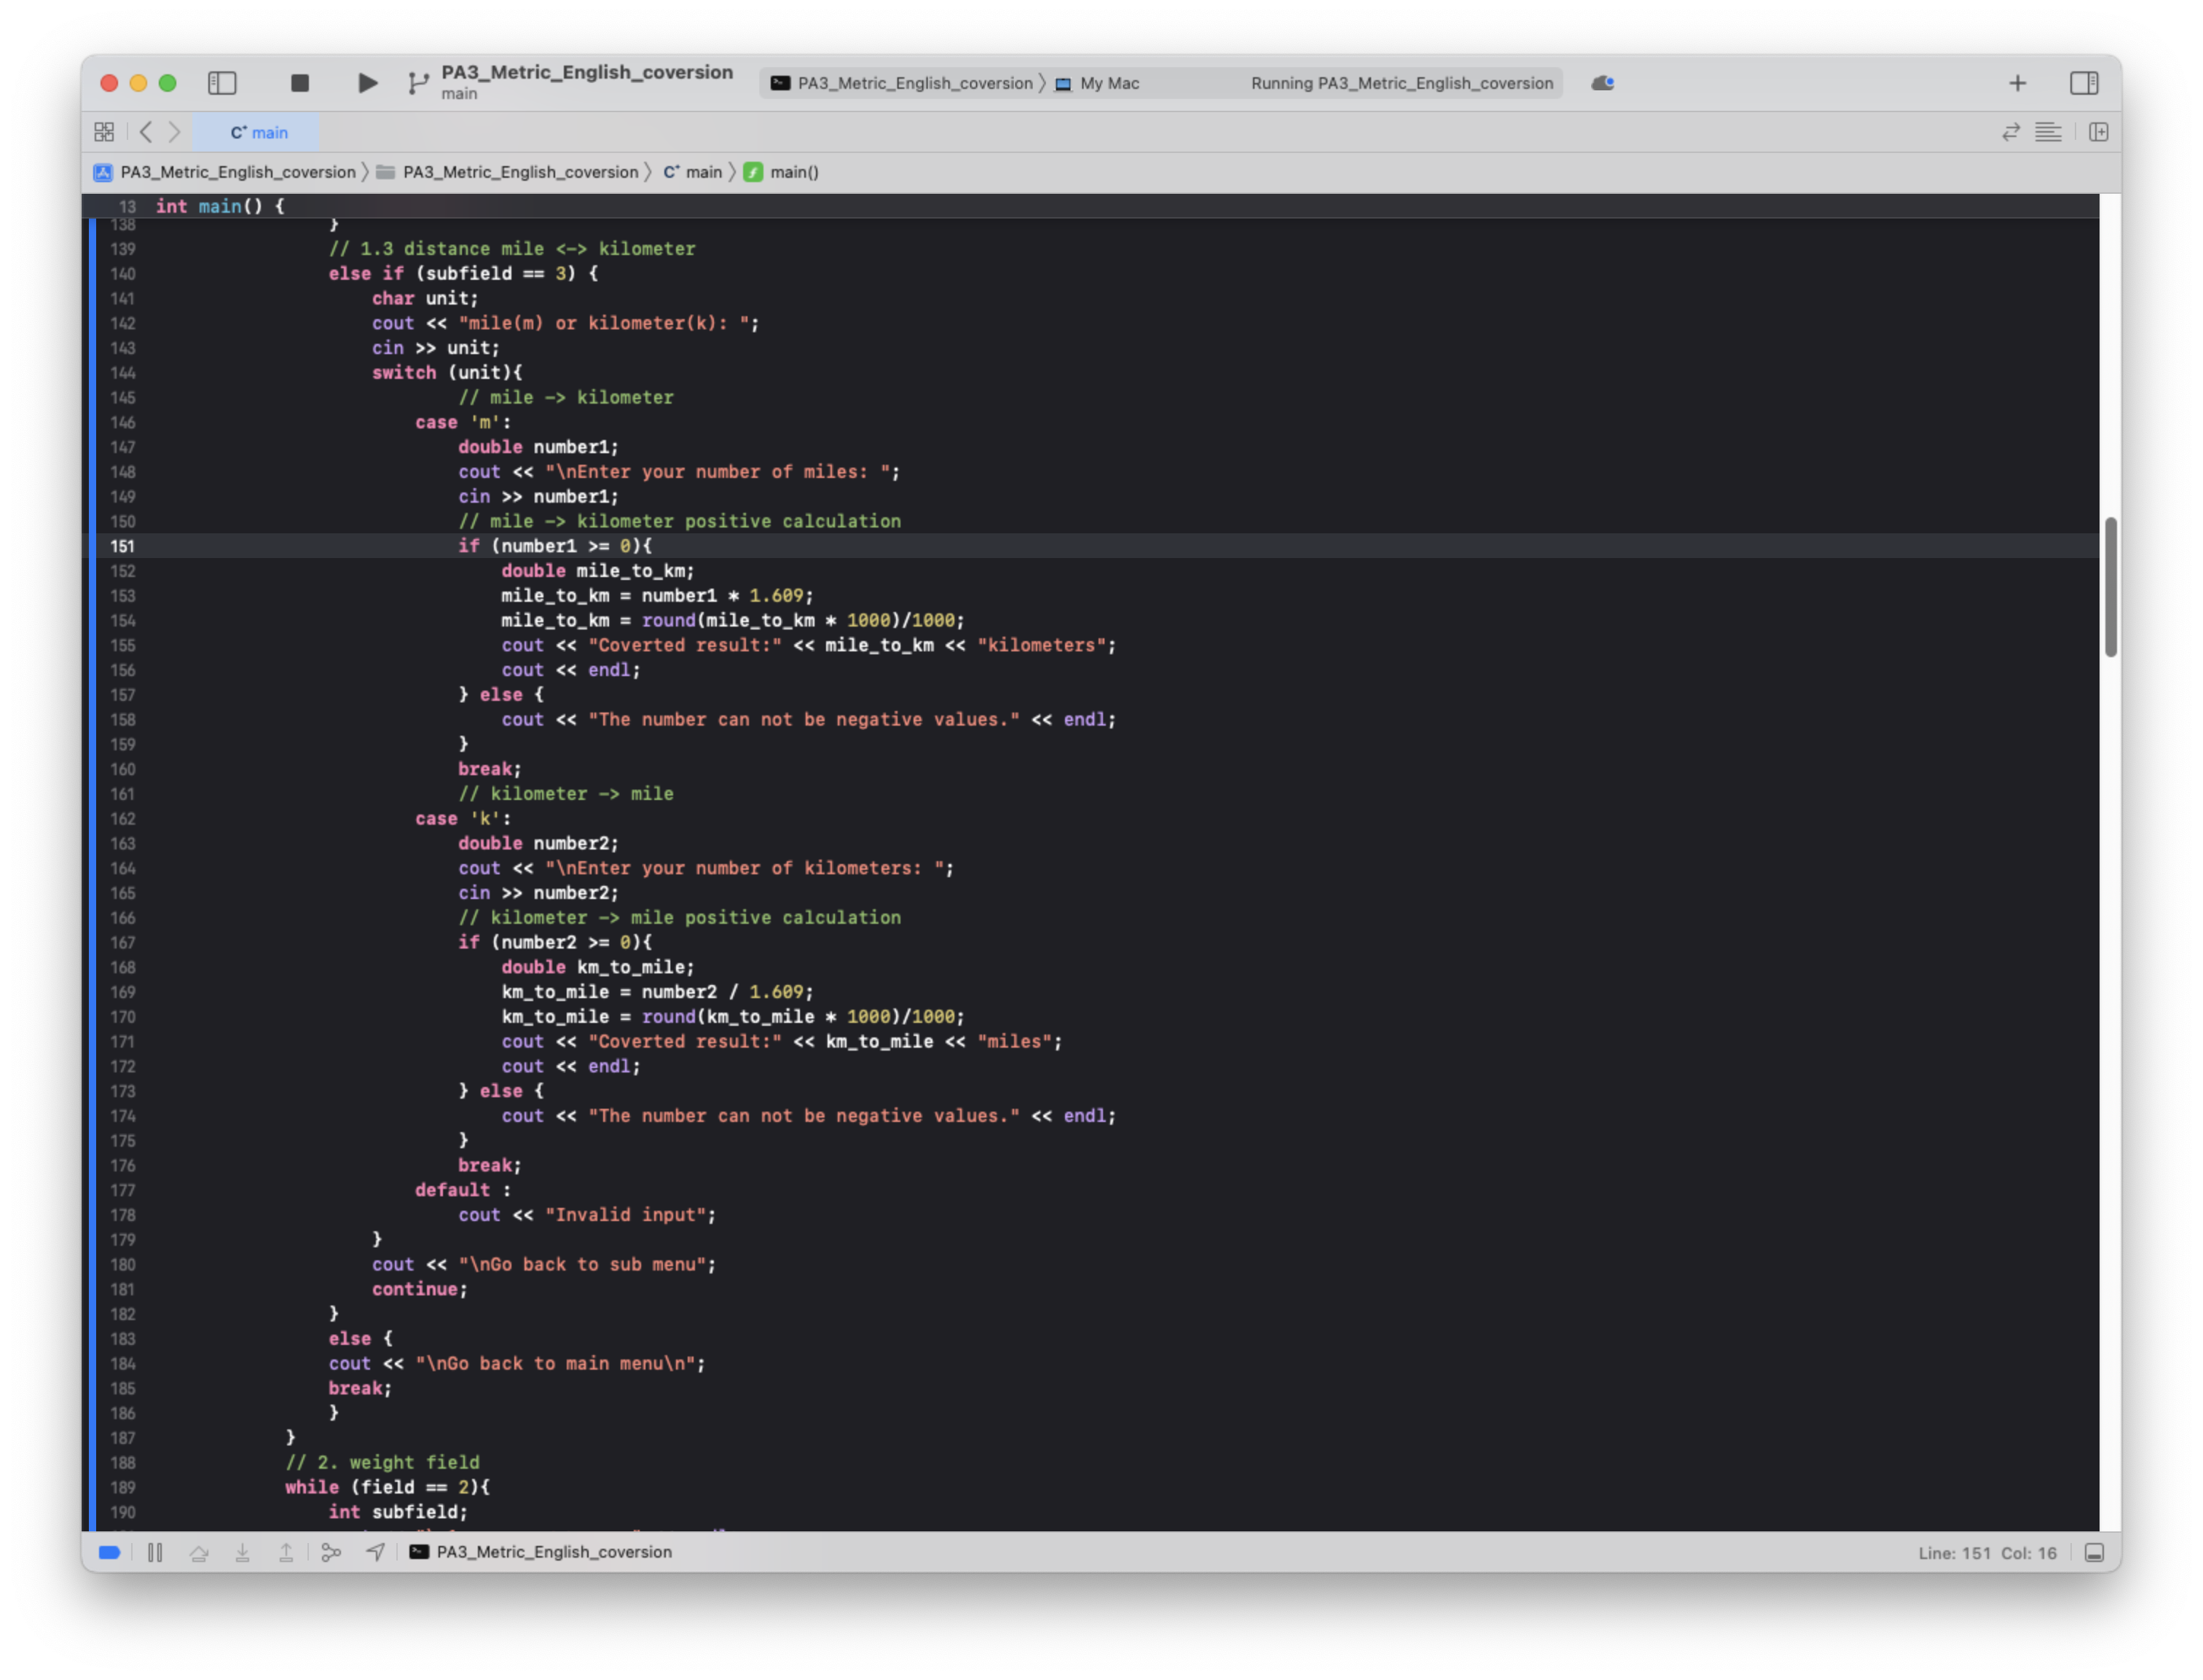 PA3_Metric_English_coversion
main
PA3_Metric_English_coversion 〉 My Mac
Running PA3_Metric_English_coversion
C+ main
PA3_Metric_English_coversion 〉 PA3_Metric_English_coversion 〉 C+ main 〉 main()
13 int main() {
138 }
139 // 1.3 distance mile <-> kilometer
140 else if (subfield == 3) {
141 char unit;
142 cout << "mile(m) or kilometer(k): ";
143 cin >> unit;
144 switch (unit){
145 // mile -> kilometer
146 case 'm':
147 double number1;
148 cout << "\nEnter your number of miles: ";
149 cin >> number1;
150 // mile -> kilometer positive calculation
151 if (number1 >= 0){
152 double mile_to_km;
153 mile_to_km = number1 * 1.609;
154 mile_to_km = round(mile_to_km * 1000)/1000;
155 cout << "Coverted result:" << mile_to_km << "kilometers";
156 cout << endl;
157 } else {
158 cout << "The number can not be negative values." << endl;
159 }
160 break;
161 // kilometer -> mile
162 case 'k':
163 double number2;
164 cout << "\nEnter your number of kilometers: ";
165 cin >> number2;
166 // kilometer -> mile positive calculation
167 if (number2 >= 0){
168 double km_to_mile;
169 km_to_mile = number2 / 1.609;
170 km_to_mile = round(km_to_mile * 1000)/1000;
171 cout << "Coverted result:" << km_to_mile << "miles";
172 cout << endl;
173 } else {
174 cout << "The number can not be negative values." << endl;
175 }
176 break;
177 default :
178 cout << "Invalid input";
179 }
180 cout << "\nGo back to sub menu";
181 continue;
182 }
183 else {
184 cout << "\nGo back to main menu\n";
185 break;
186 }
187 }
188 // 2. weight field
189 while (field == 2){
190 int subfield;
PA3_Metric_English_coversion
Line: 151 Col: 16